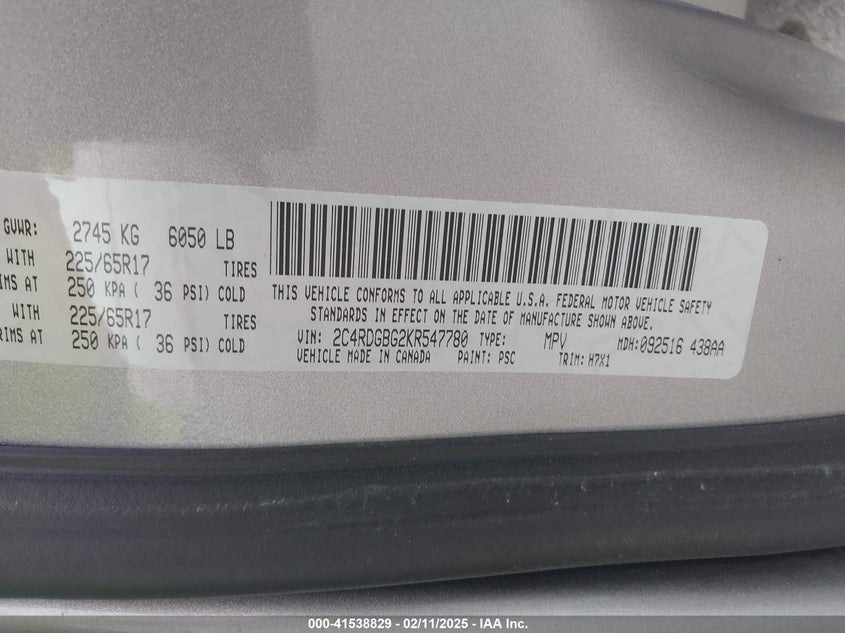 GVWR: 2745 KG 6050 LB
WITH 225/65R17 TIRES
IMS AT 250 KPA ( 36 PSI) COLD
WITH 225/65R17 TIRES
RIMS AT 250 KPA ( 36 PSI) COLD
THIS VEHICLE CONFORMS TO ALL APPLICABLE U.S.A. FEDERAL MOTOR VEHICLE SAFETY
STANDARDS IN EFFECT ON THE DATE OF MANUFACTURE SHOWN ABOVE.
VIN: 2C4RDGBG2KR547780 TYPE: MPV MDH:092516 438AA
VEHICLE MADE IN CANADA PAINT: PSC TRIM: H7X1
000-41538829 - 02/11/2025 - IAA Inc.